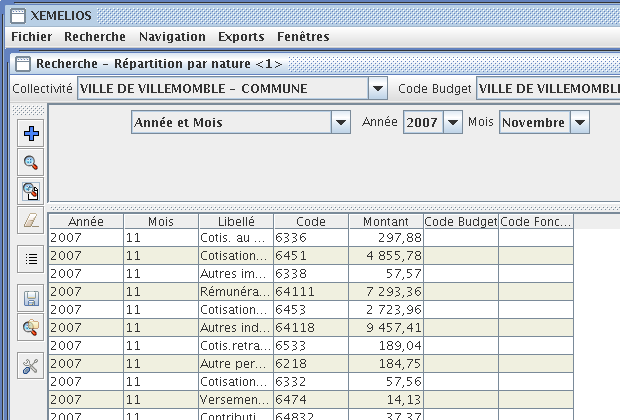 XEMELIOS
Fichier Recherche Navigation Exports Fenêtres
Recherche - Répartition par nature <1>
Collectivité VILLE DE VILLEMOMBLE - COMMUNE Code Budget VILLE DE VILLEMOMBL
Année et Mois Année 2007 Mois Novembre
Année Mois Libellé Code Montant Code Budget Code Fonc...
2007 11 Cotis. au ... 6336 297,88
2007 11 Cotisation... 6451 4 855,78
2007 11 Autres im... 6338 57,57
2007 11 Rémunéra... 64111 7 293,36
2007 11 Cotisation... 6453 2 723,96
2007 11 Autres ind... 64118 9 457,41
2007 11 Cotis.retra... 6533 189,04
2007 11 Autre per... 6218 184,75
2007 11 Cotisation... 6332 57,56
2007 11 Versemen... 6474 14,13
2007 11 Contributi... 64832 37,37